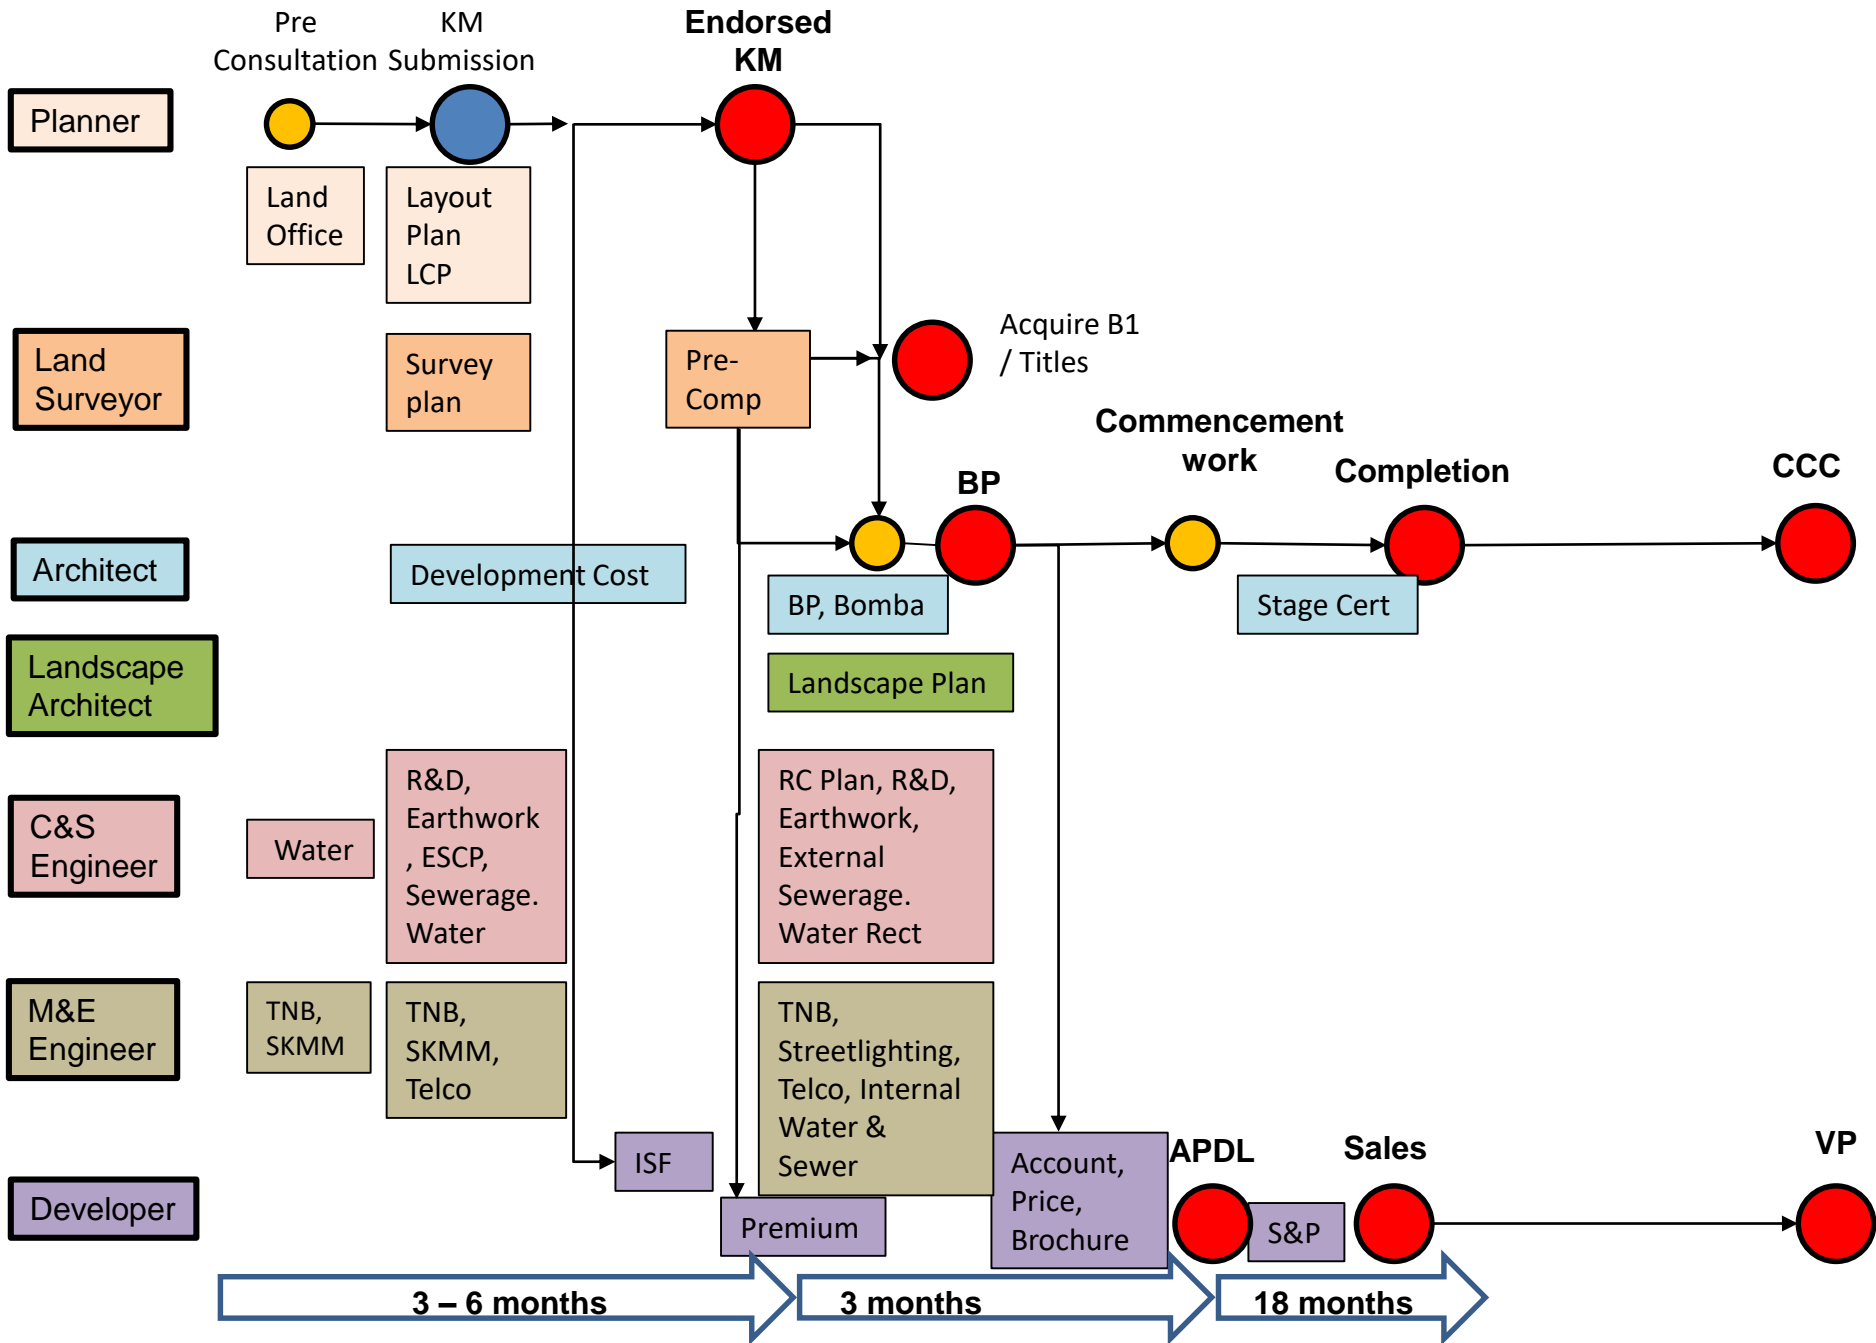 Pre
Consultation
KM
Submission
Endorsed
KM
Planner
Land
Office
Layout
Plan
LCP
Land
Surveyor
Survey
plan
Pre-
Comp
Acquire B1
/ Titles
Commencement
work
Completion
CCC
BP
Architect
Development Cost
BP, Bomba
Stage Cert
Landscape
Architect
Landscape Plan
C&S
Engineer
Water
R&D,
Earthwork
, ESCP,
Sewerage.
Water
RC Plan, R&D,
Earthwork,
External
Sewerage.
Water Rect
M&E
Engineer
TNB,
SKMM
TNB,
SKMM,
Telco
TNB,
Streetlighting,
Telco, Internal
Water &
Sewer
Developer
ISF
Premium
Account,
Price,
Brochure
APDL
S&P
Sales
VP
3 – 6 months
3 months
18 months